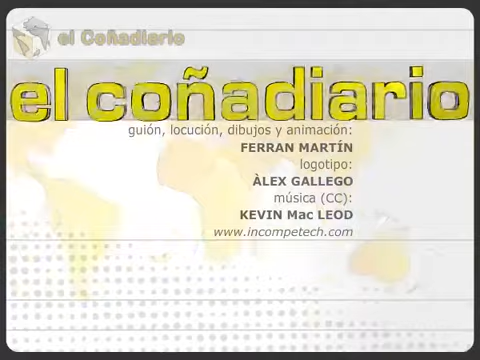 el Coñadiario
el coñadiario
guión, locución, dibujos y animación:
FERRAN MARTÍN
logotipo:
ÀLEX GALLEGO
música (CC):
KEVIN Mac LEOD
www.incompetech.com